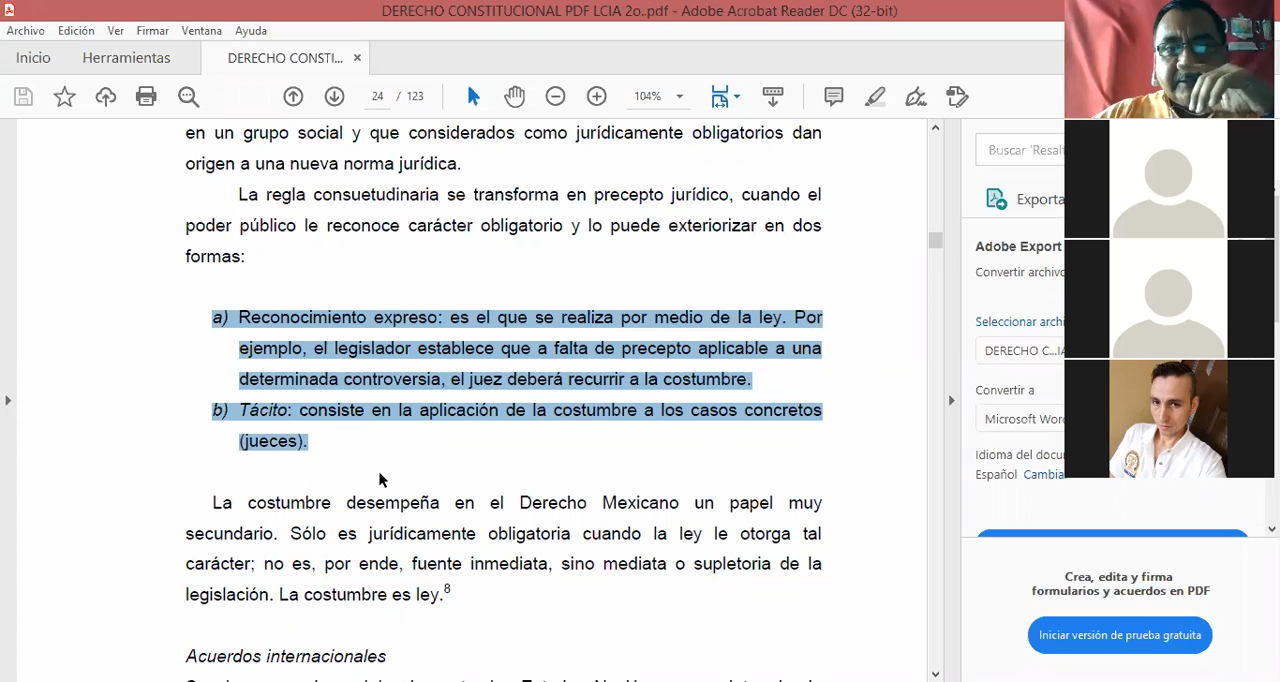 DERECHO CONSTITUCIONAL PDF LCIA 2o..pdf - Adobe Acrobat Reader DC (32-bit)
Archivo Edición Ver Firmar Ventana Ayuda
Inicio Herramientas DERECHO CONSTI... ×
24 / 123 104%
en un grupo social y que considerados como jurídicamente obligatorios dan
origen a una nueva norma jurídica.
La regla consuetudinaria se transforma en precepto jurídico, cuando el
poder público le reconoce carácter obligatorio y lo puede exteriorizar en dos
formas:
a) Reconocimiento expreso: es el que se realiza por medio de la ley. Por
ejemplo, el legislador establece que a falta de precepto aplicable a una
determinada controversia, el juez deberá recurrir a la costumbre.
b) Tácito: consiste en la aplicación de la costumbre a los casos concretos
(jueces).
La costumbre desempeña en el Derecho Mexicano un papel muy
secundario. Sólo es jurídicamente obligatoria cuando la ley le otorga tal
carácter; no es, por ende, fuente inmediata, sino mediata o supletoria de la
legislación. La costumbre es ley.8
Acuerdos internacionales
Buscar 'Resalt
Exporta
Adobe Export
Convertir archivo
Seleccionar archi
DERECHO C...IA
Convertir a
Microsoft Word
Idioma del docu
Español Cambia
Crea, edita y firma
formularios y acuerdos en PDF
Iniciar versión de prueba gratuita